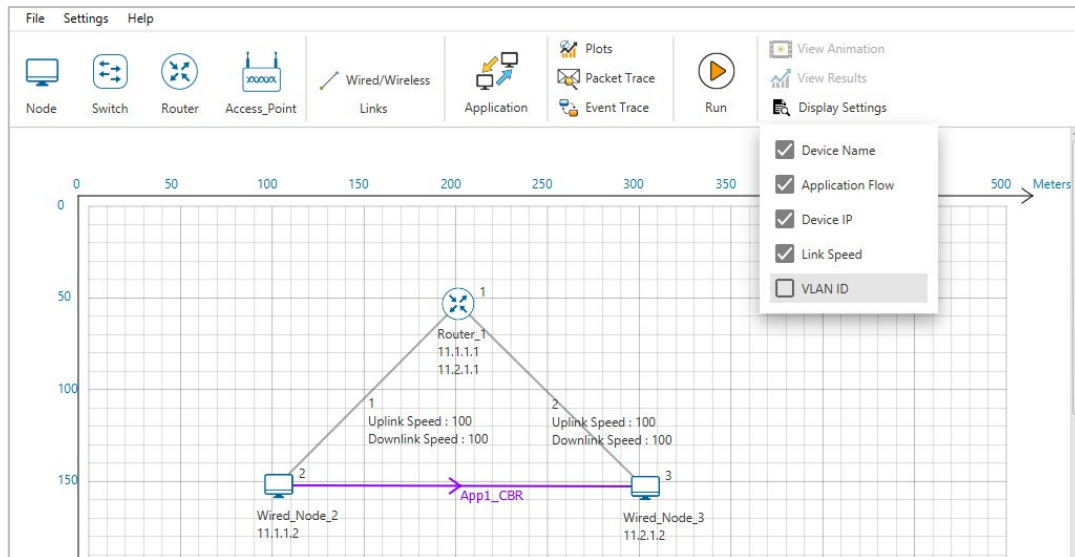 File Settings Help
Node
Switch
Router
Access_Point
Wired/Wireless
Links
Application
Plots
Packet Trace
Event Trace
Run
View Animation
View Results
Display Settings
Device Name
Application Flow
Device IP
Link Speed
VLAN ID
0 50 100 150 200 250 300 350 500 Meters
0
50
100
150
1
Router_1
11.1.1.1
11.2.1.1
1
Uplink Speed : 100
Downlink Speed : 100
2
Uplink Speed : 100
Downlink Speed : 100
2
Wired_Node_2
11.1.1.2
App1_CBR
3
Wired_Node_3
11.2.1.2